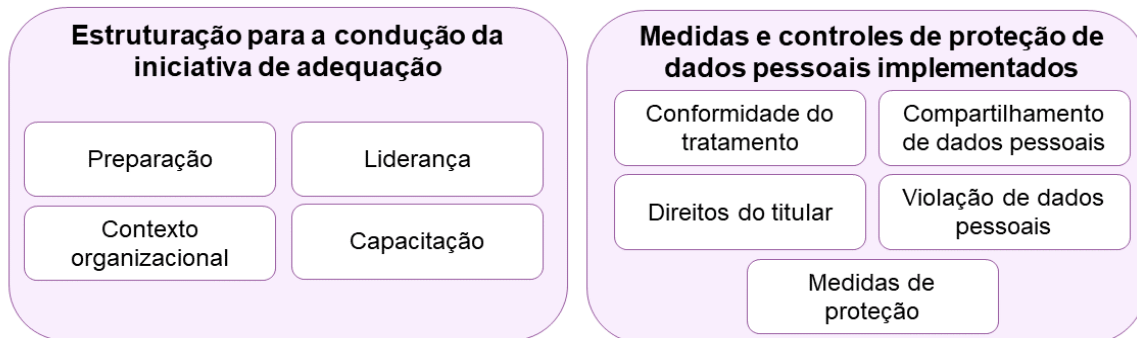 Estruturação para a condução da
iniciativa de adequação
Preparação
Liderança
Contexto
organizacional
Capacitação
Medidas e controles de proteção de
dados pessoais implementados
Conformidade do
tratamento
Compartilhamento
de dados pessoais
Direitos do titular
Violação de dados
pessoais
Medidas de
proteção